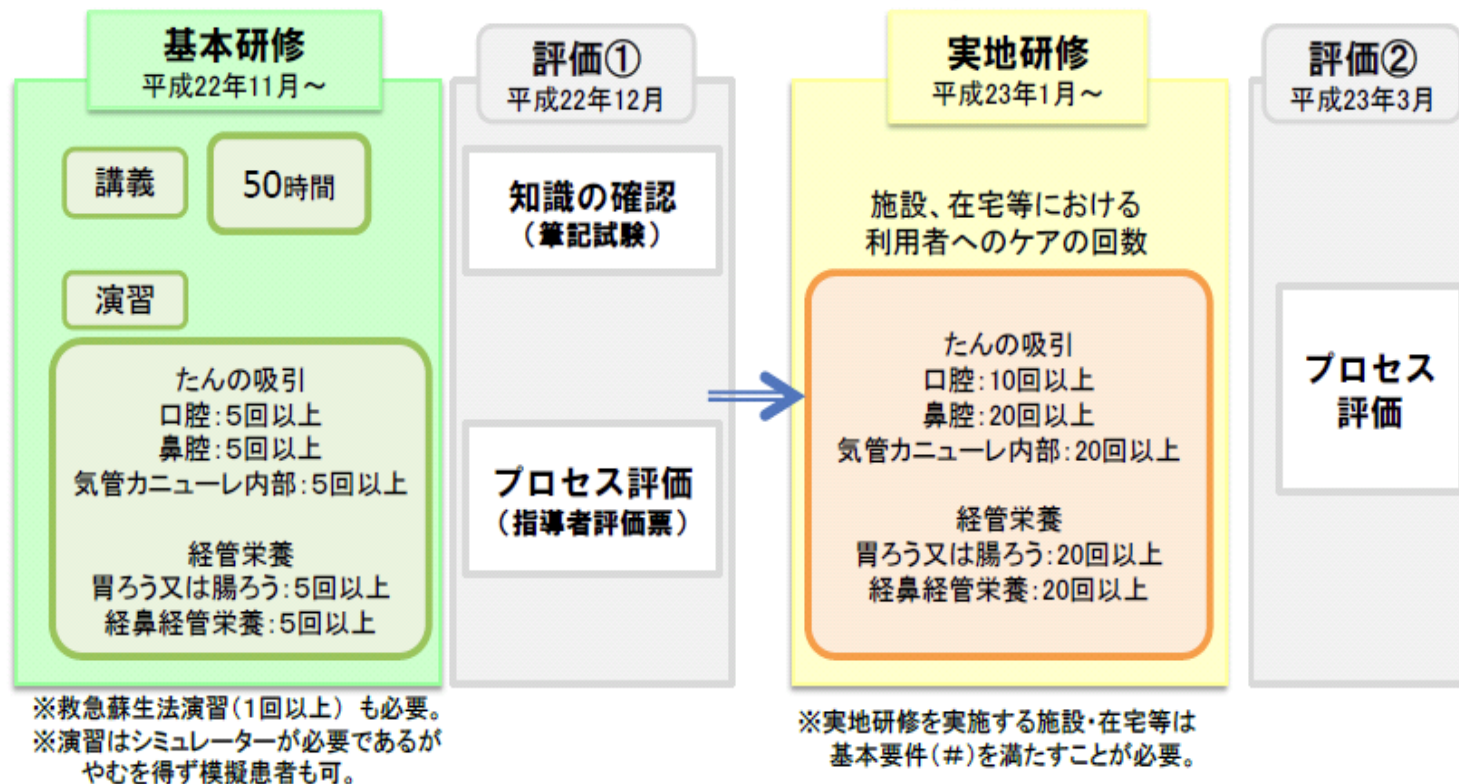 基本研修
平成22年11月～
講義
50時間
演習
たんの吸引
口腔:5回以上
鼻腔:5回以上
気管カニューレ内部:5回以上
経管栄養
胃ろう又は腸ろう:5回以上
経鼻経管栄養:5回以上
※救急蘇生法演習(1回以上) も必要。
※演習はシミュレーターが必要であるが
やむを得ず模擬患者も可。
評価①
平成22年12月
知識の確認
(筆記試験)
プロセス評価
(指導者評価票)
実地研修
平成23年1月～
施設、在宅等における
利用者へのケアの回数
たんの吸引
口腔:10回以上
鼻腔:20回以上
気管カニューレ内部:20回以上
経管栄養
胃ろう又は腸ろう:20回以上
経鼻経管栄養:20回以上
※実地研修を実施する施設・在宅等は
基本要件(#)を満たすことが必要。
評価②
平成23年3月
プロセス
評価